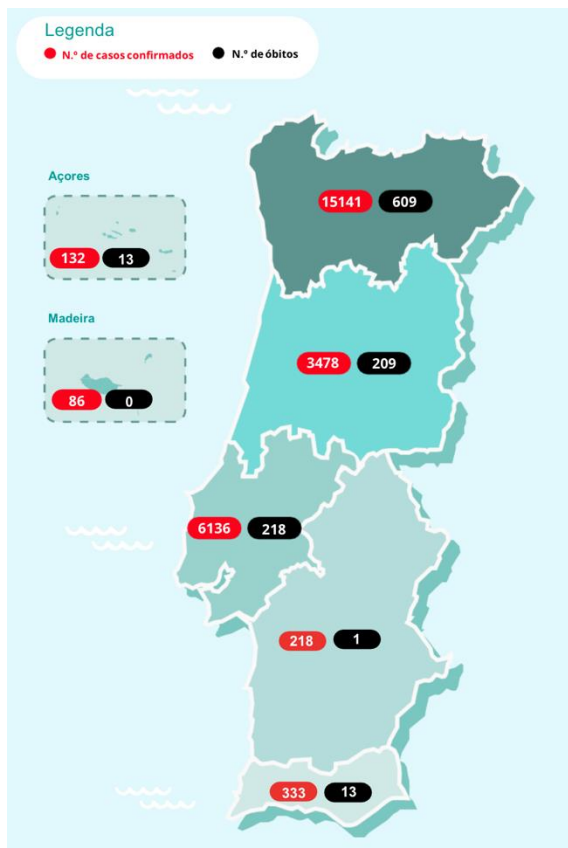 Legenda
N.º de casos confirmados N.º de óbitos
15141 609
Açores
132 13
Madeira
86 0
3478 209
6136 218
218 1
333 13